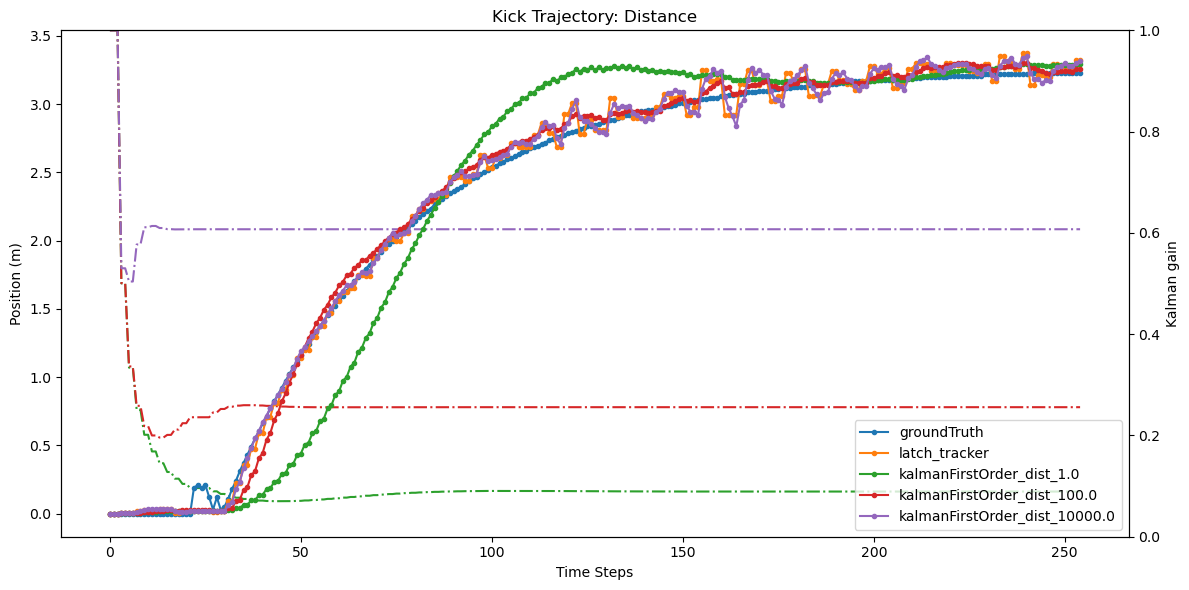 Kick Trajectory: Distance
Position (m)
3.5
3.0
2.5
2.0
1.5
1.0
0.5
0.0
1.0
0.8
0.6
0.4
0.2
0.0
Kalman gain
groundTruth
latch_tracker
kalmanFirstOrder_dist_1.0
kalmanFirstOrder_dist_100.0
kalmanFirstOrder_dist_10000.0
0
50
100
150
200
250
Time Steps